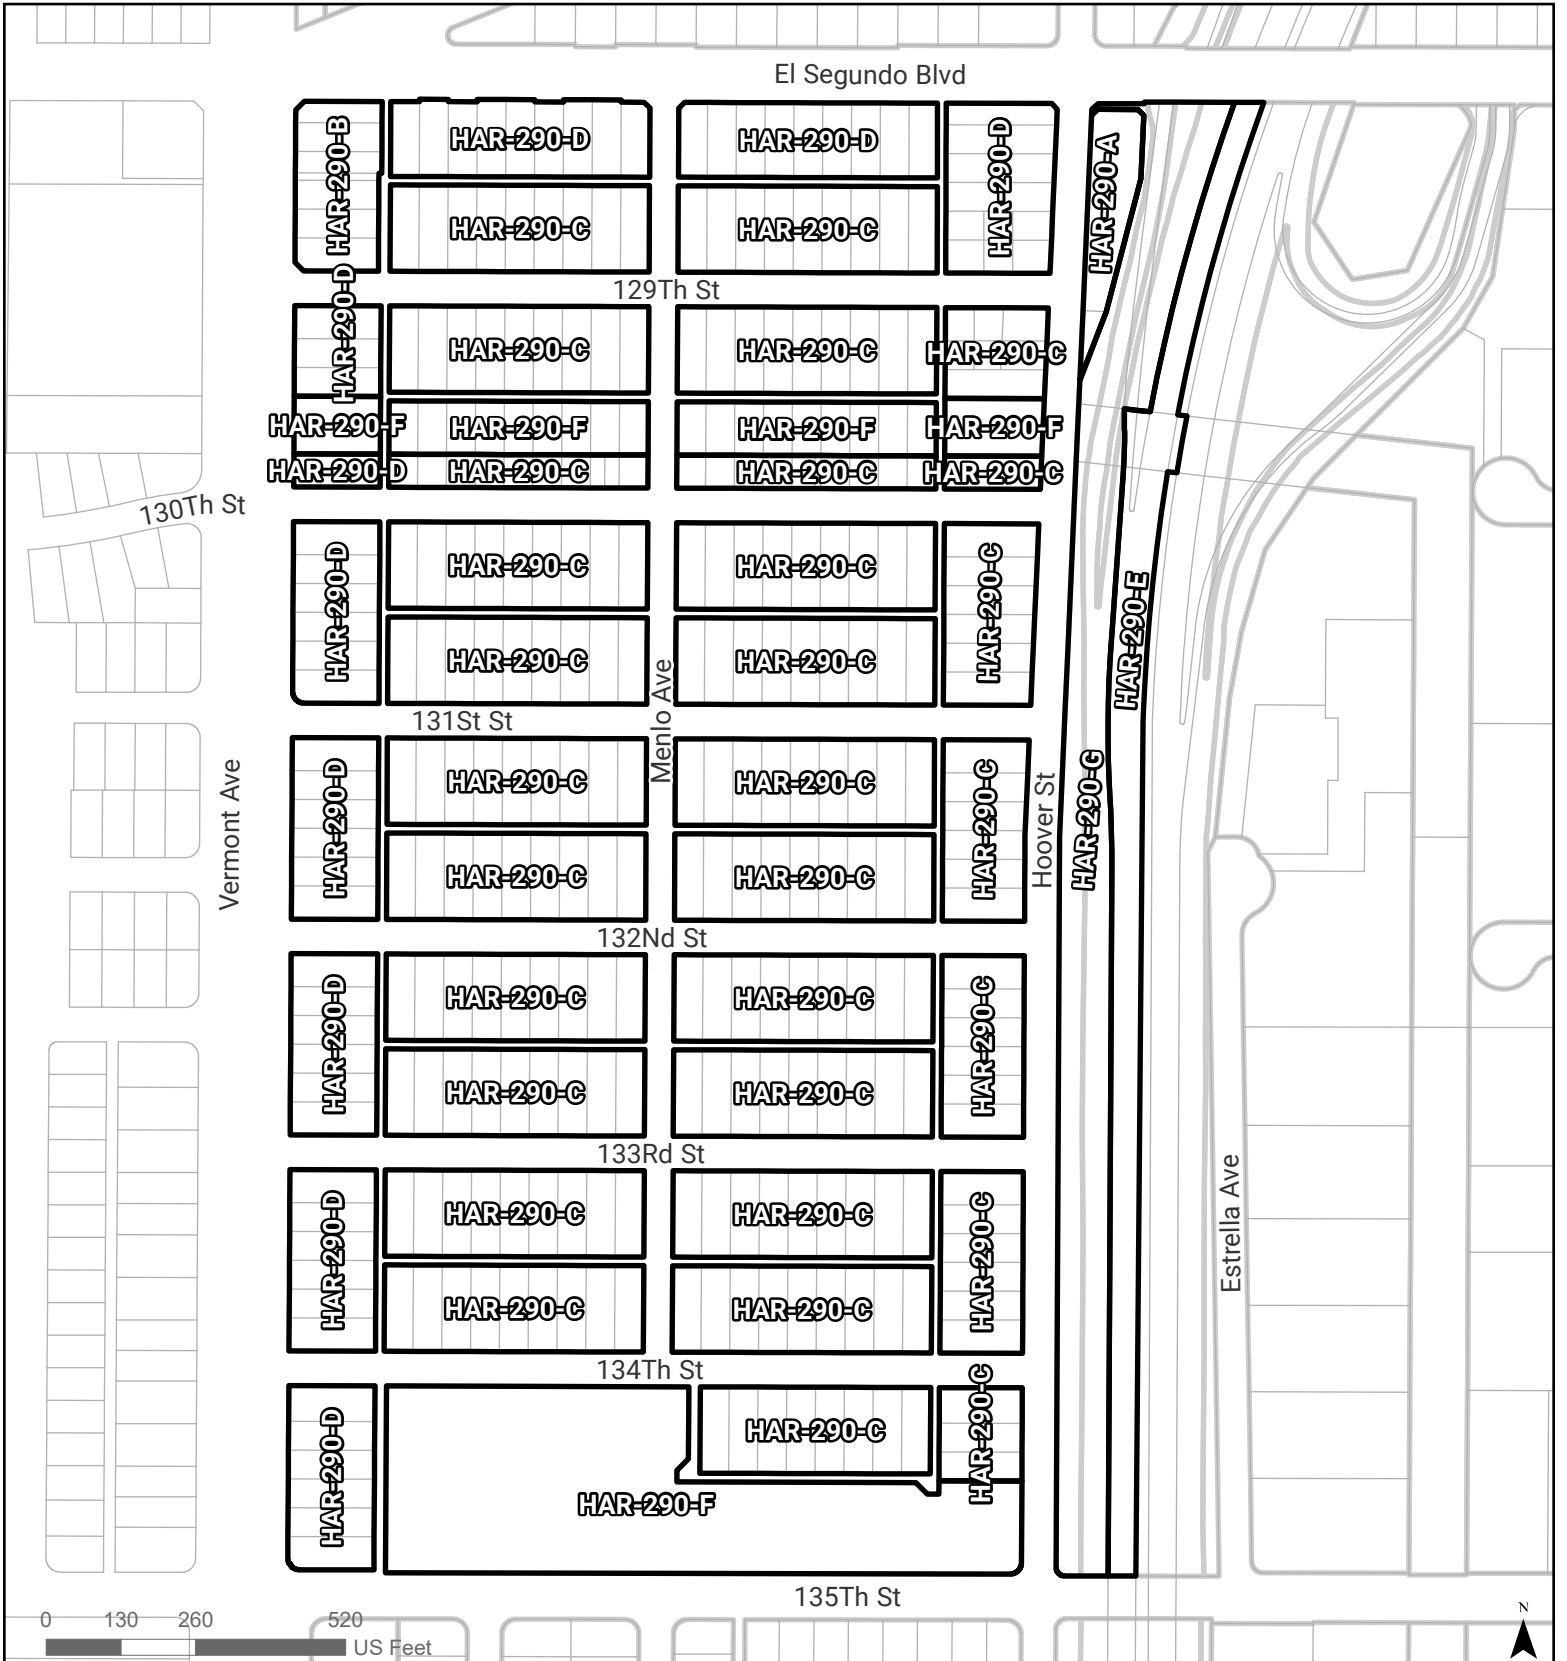 El Segundo Blvd
HAR-290-B
HAR-290-D
HAR-290-D
HAR-290-D
HAR-290-A
HAR-290-C
HAR-290-C
129Th St
HAR-290-D
HAR-290-C
HAR-290-C
HAR-290-C
HAR-290-F
HAR-290-F
HAR-290-F
HAR-290-F
HAR-290-D
HAR-290-C
HAR-290-C
HAR-290-C
130Th St
HAR-290-D
HAR-290-C
HAR-290-C
HAR-290-C
HAR-290-E
HAR-290-C
HAR-290-C
Menlo Ave
131St St
Vermont Ave
HAR-290-D
HAR-290-C
HAR-290-C
HAR-290-C
Hoover St
HAR-290-G
HAR-290-C
HAR-290-C
132Nd St
HAR-290-D
HAR-290-C
HAR-290-C
HAR-290-C
HAR-290-C
HAR-290-C
133Rd St
HAR-290-D
HAR-290-C
HAR-290-C
HAR-290-C
Estrella Ave
HAR-290-C
HAR-290-C
134Th St
HAR-290-D
HAR-290-C
HAR-290-C
HAR-290-F
135Th St
0 130 260 520
US Feet
N